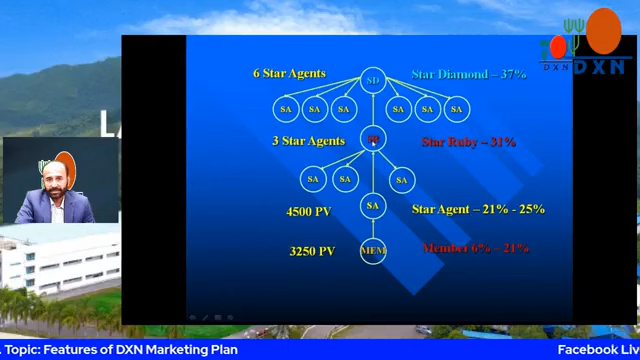 DXN
DXN
LA
6 Star Agents
SD
Star Diamond – 37%
SA SA SA SA SA SA
3 Star Agents
Star Ruby – 31%
SA SA SA
4500 PV
SA
Star Agent – 21% - 25%
3250 PV
MEM
Member 6% – 21%
. Topic: Features of DXN Marketing Plan
Facebook Liv